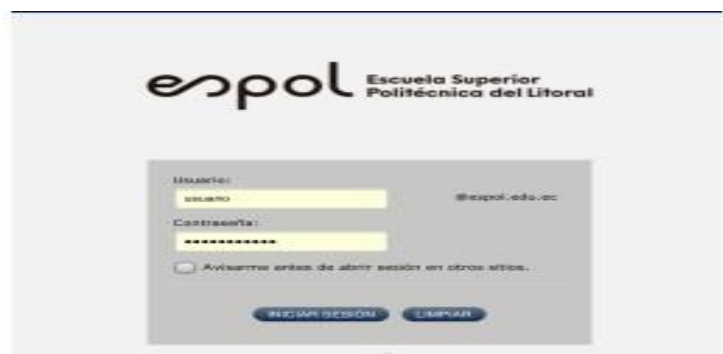 espol Escuela Superior
Politécnica del Litoral
Usuario:
usuario @espol.edu.ec
Contraseña:
•••••••••••
Avisarme antes de abrir sesión en otros sitios.
INICIAR SESIÓN LIMPIAR